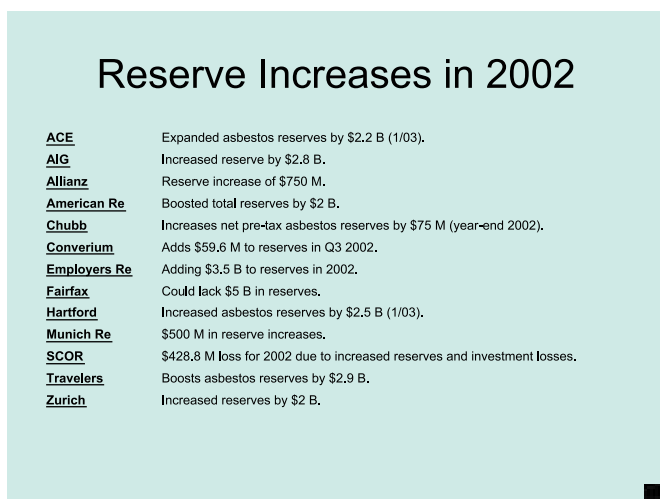 Reserve Increases in 2002
ACE Expanded asbestos reserves by $2.2 B (1/03).
AIG Increased reserve by $2.8 B.
Allianz Reserve increase of $750 M.
American Re Boosted total reserves by $2 B.
Chubb Increases net pre-tax asbestos reserves by $75 M (year-end 2002).
Converium Adds $59.6 M to reserves in Q3 2002.
Employers Re Adding $3.5 B to reserves in 2002.
Fairfax Could lack $5 B in reserves.
Hartford Increased asbestos reserves by $2.5 B (1/03).
Munich Re $500 M in reserve increases.
SCOR $428.8 M loss for 2002 due to increased reserves and investment losses.
Travelers Boosts asbestos reserves by $2.9 B.
Zurich Increased reserves by $2 B.